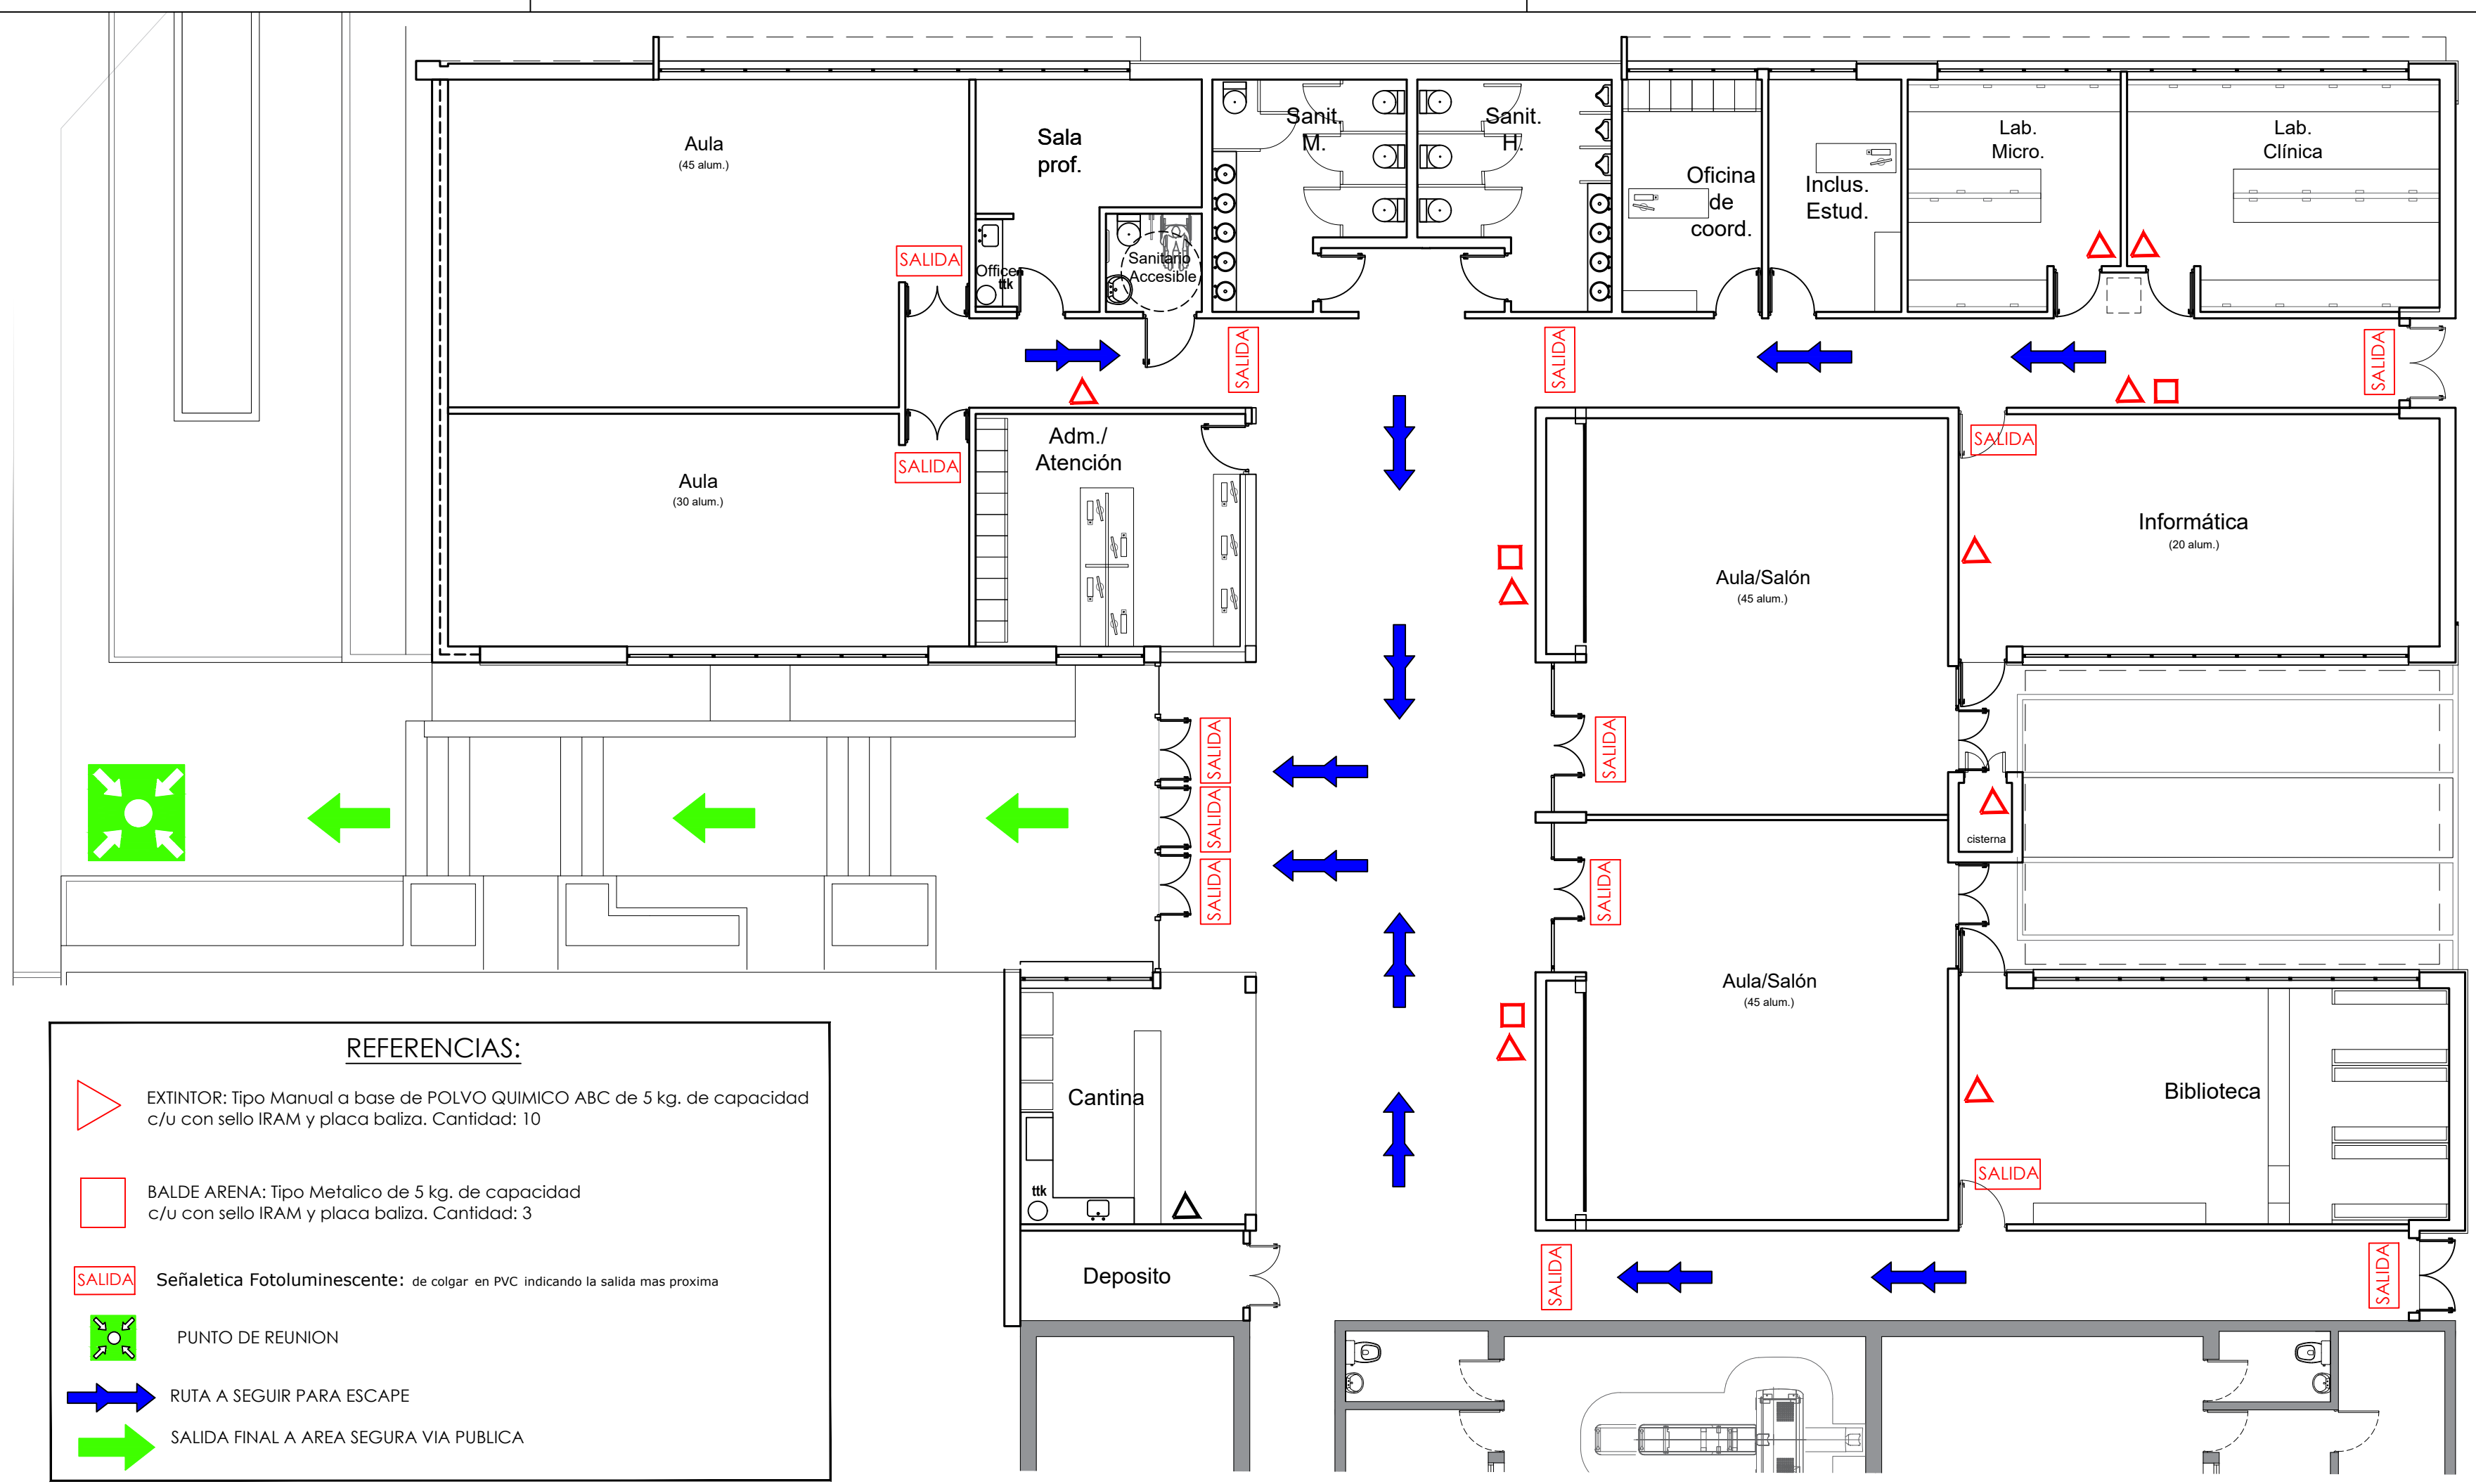 Aula
(45 alum.)
Sala
prof.
Sanit.
M.
Sanit.
H.
Oficina
de
coord.
Inclus.
Estud.
Lab.
Micro.
Lab.
Clínica
SALIDA
Office
ttk
Sanitario
Accesible
SALIDA
SALIDA
SALIDA
Aula
(30 alum.)
SALIDA
Adm./
Atención
SALIDA
Informática
(20 alum.)
Aula/Salón
(45 alum.)
SALIDA
SALIDA
SALIDA
SALIDA
SALIDA
cisterna
Aula/Salón
(45 alum.)
Cantina
ttk
Biblioteca
SALIDA
Deposito
SALIDA
SALIDA
REFERENCIAS:
EXTINTOR: Tipo Manual a base de POLVO QUIMICO ABC de 5 kg. de capacidad
c/u con sello IRAM y placa baliza. Cantidad: 10
BALDE ARENA: Tipo Metalico de 5 kg. de capacidad
c/u con sello IRAM y placa baliza. Cantidad: 3
SALIDA Señaletica Fotoluminescente: de colgar en PVC indicando la salida mas proxima
PUNTO DE REUNION
RUTA A SEGUIR PARA ESCAPE
SALIDA FINAL A AREA SEGURA VIA PUBLICA